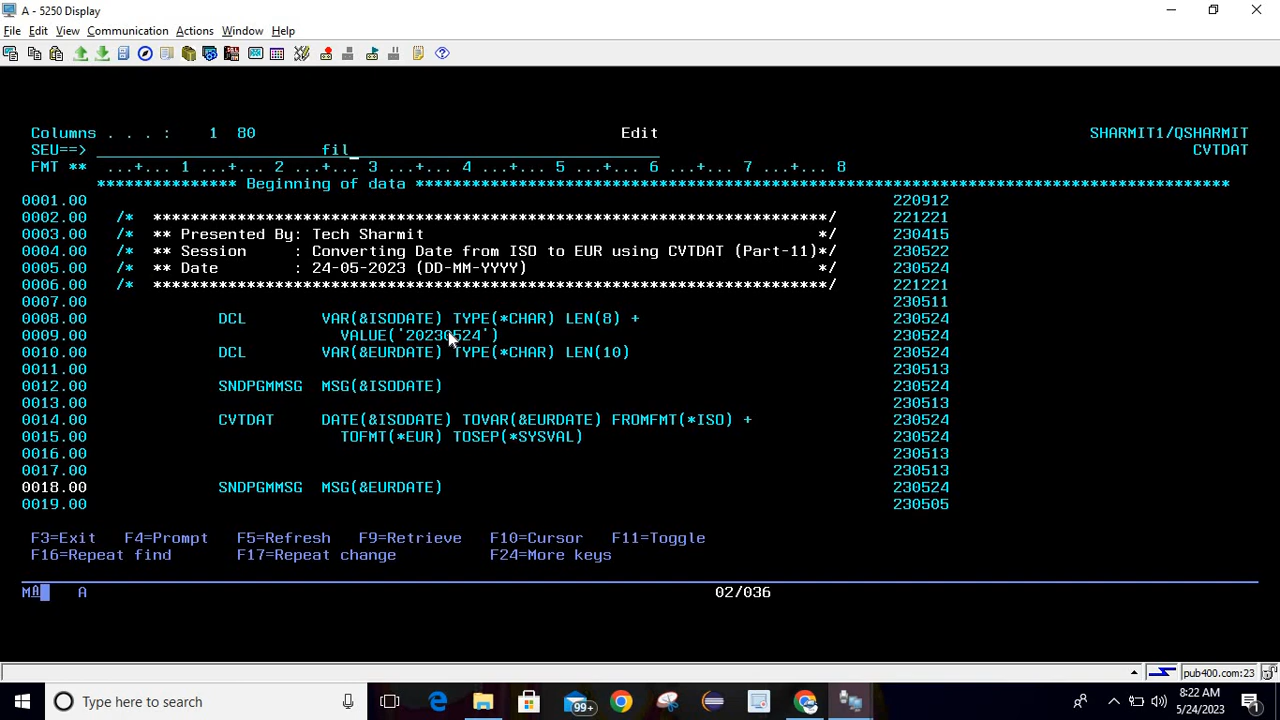 A - 5250 Display
File Edit View Communication Actions Window Help
Columns . . . : 1 80 Edit SHARMIT1/QSHARMIT
SEU==> fil CVTDAT
FMT ** ...+... 1 ...+... 2 ...+... 3 ...+... 4 ...+... 5 ...+... 6 ...+... 7 ...+... 8
*************** Beginning of data ***************************************************************************************
0001.00 220912
0002.00 /* ************************************************************************/ 221221
0003.00 /* ** Presented By: Tech Sharmit */ 230415
0004.00 /* ** Session : Converting Date from ISO to EUR using CVTDAT (Part-11)*/ 230522
0005.00 /* ** Date : 24-05-2023 (DD-MM-YYYY) */ 230524
0006.00 /* ************************************************************************/ 221221
0007.00 230511
0008.00 DCL VAR(&ISODATE) TYPE(*CHAR) LEN(8) + 230524
0009.00 VALUE('20230524') 230524
0010.00 DCL VAR(&EURDATE) TYPE(*CHAR) LEN(10) 230524
0011.00 230513
0012.00 SNDPGMMSG MSG(&ISODATE) 230524
0013.00 230513
0014.00 CVTDAT DATE(&ISODATE) TOVAR(&EURDATE) FROMFMT(*ISO) + 230524
0015.00 TOFMT(*EUR) TOSEP(*SYSVAL) 230524
0016.00 230513
0017.00 230513
0018.00 SNDPGMMSG MSG(&EURDATE) 230524
0019.00 230505
F3=Exit F4=Prompt F5=Refresh F9=Retrieve F10=Cursor F11=Toggle
F16=Repeat find F17=Repeat change F24=More keys
MA A 02/036
pub400.com:23
Type here to search 99+ 8:22 AM
5/24/2023 1